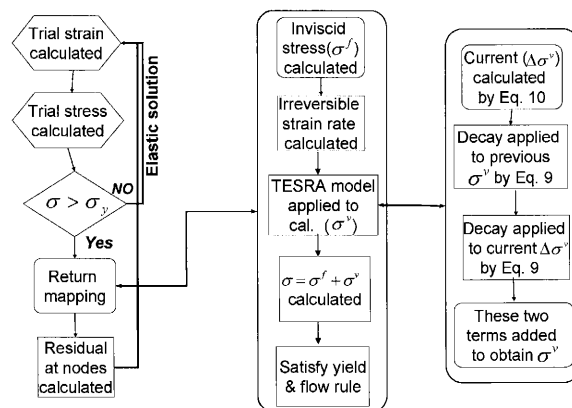 Trial strain
calculated
Trial stress
calculated
σ > σy
NO
Yes
Elastic solution
Return
mapping
Residual
at nodes
calculated
Inviscid
stress(σ^f)
calculated
Irreversible
strain rate
calculated
TESRA model
applied to
cal. (σ^v)
σ = σ^f + σ^v
calculated
Satisfy yield
& flow rule
Current (Δσ^v)
calculated
by Eq. 10
Decay applied
to previous
σ^v by Eq. 9
Decay applied
to current Δσ^v
by Eq. 9
These two
terms added
to obtain σ^v